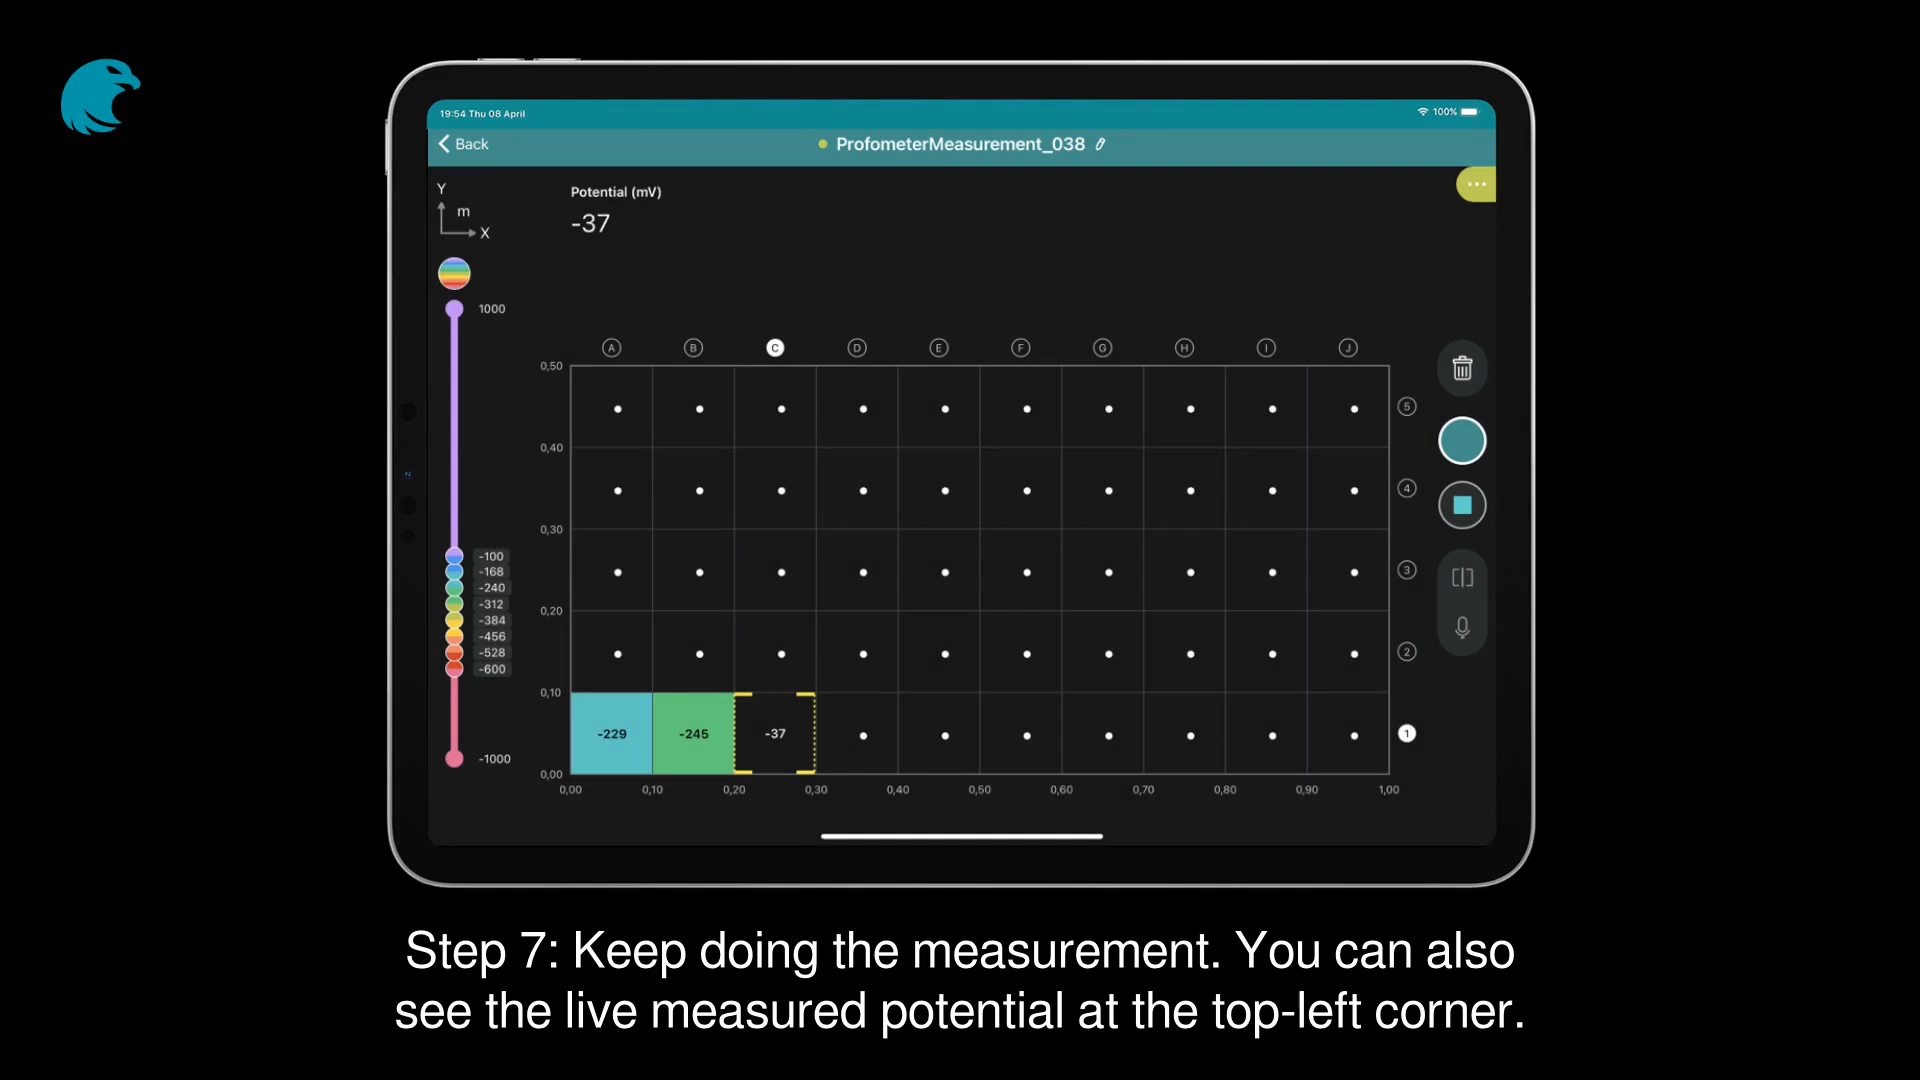 19:54 Thu 08 April
100%
Back
ProfometerMeasurement_038
Y
m
X
Potential (mV)
-37
1000
-100
-168
-240
-312
-384
-456
-528
-600
-1000
A B C D E F G H I J
0,50
5
0,40
4
0,30
3
0,20
2
0,10
-229 -245 -37
1
0,00
0,00 0,10 0,20 0,30 0,40 0,50 0,60 0,70 0,80 0,90 1,00
Step 7: Keep doing the measurement. You can also
see the live measured potential at the top-left corner.